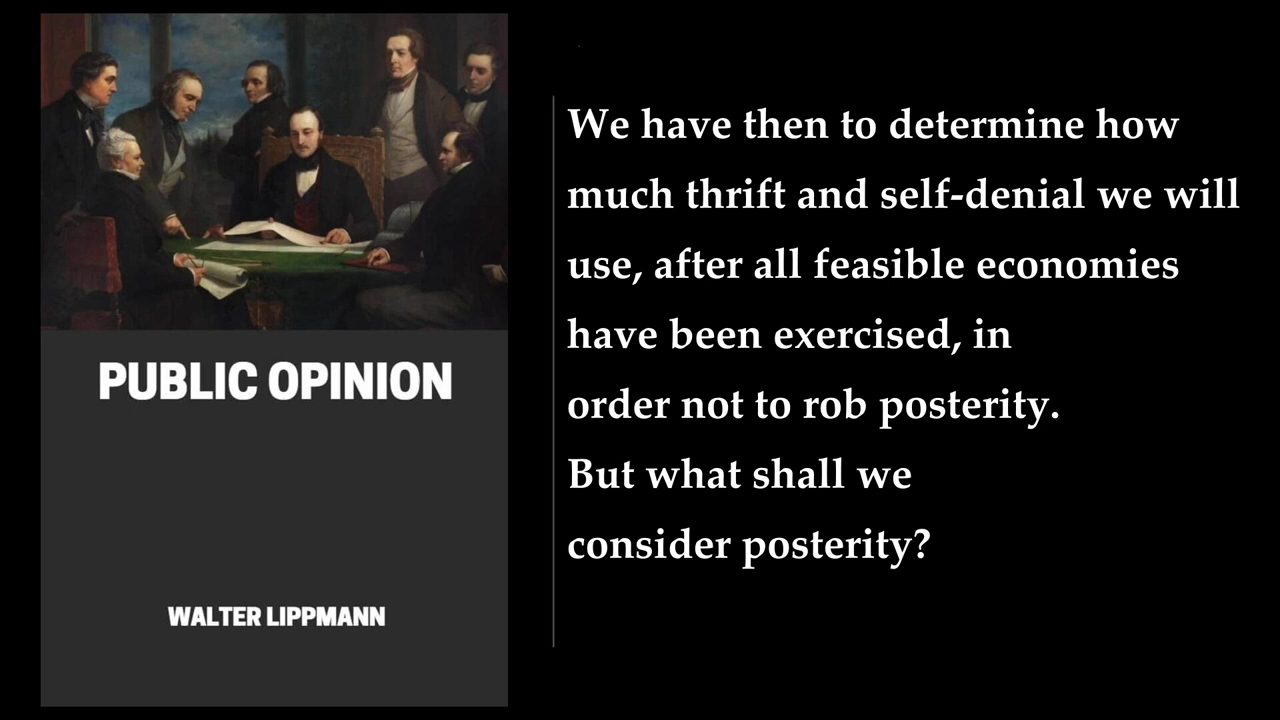 PUBLIC OPINION
WALTER LIPPMANN
We have then to determine how
much thrift and self-denial we will
use, after all feasible economies
have been exercised, in
order not to rob posterity.
But what shall we
consider posterity?